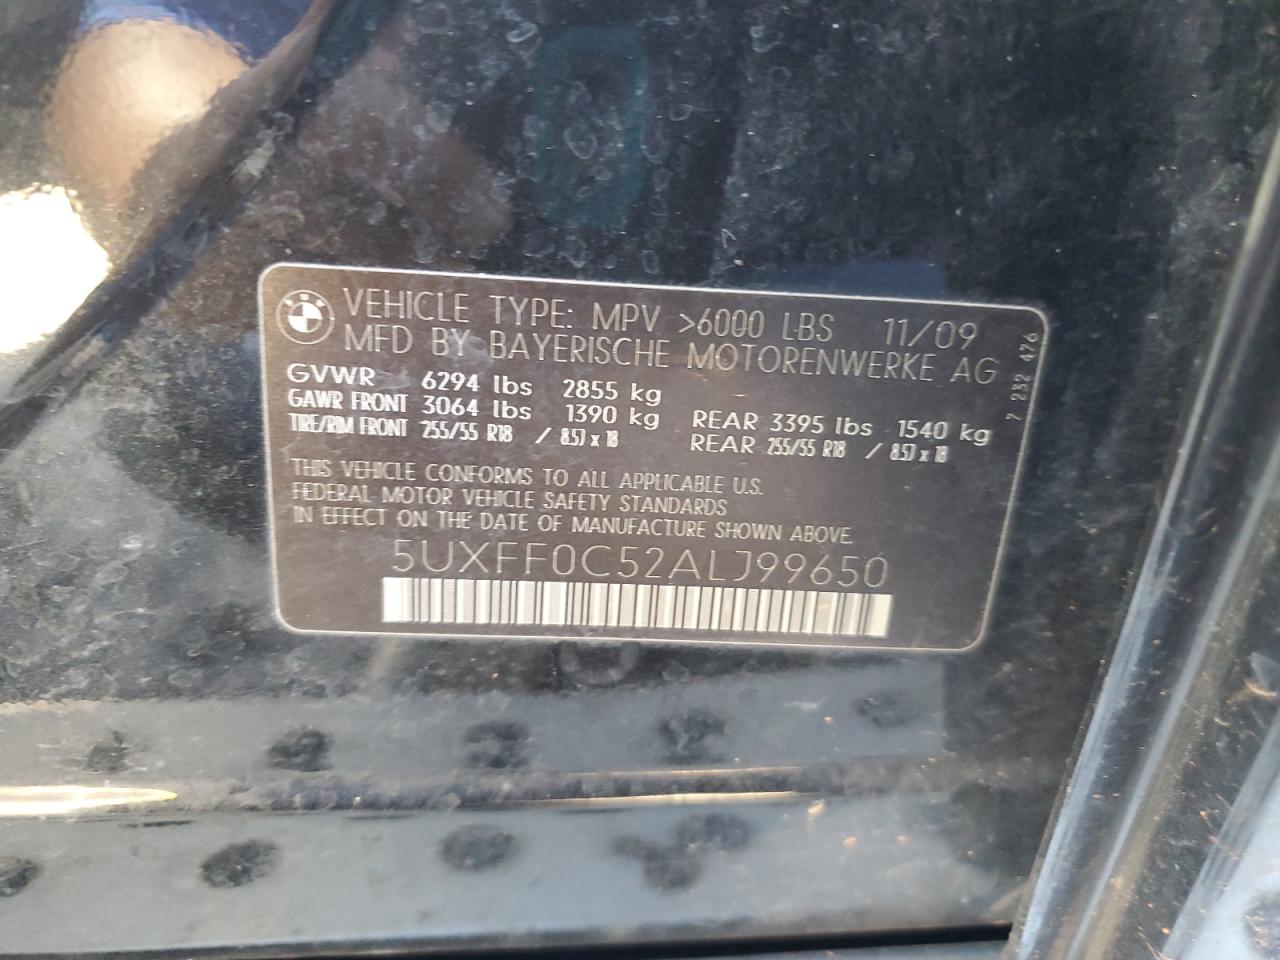 VEHICLE TYPE: MPV >6000 LBS 11/09
MFD BY BAYERISCHE MOTORENWERKE AG
GVWR 6294 lbs 2855 kg
GAWR FRONT 3064 lbs 1390 kg REAR 3395 lbs 1540 kg
TIRE/RIM FRONT 255/55 R18 / 8.5J x 18 REAR 255/55 R18 / 8.5J x 18
THIS VEHICLE CONFORMS TO ALL APPLICABLE U.S.
FEDERAL MOTOR VEHICLE SAFETY STANDARDS
IN EFFECT ON THE DATE OF MANUFACTURE SHOWN ABOVE.
5UXFF0C52ALJ99650
7 232 476